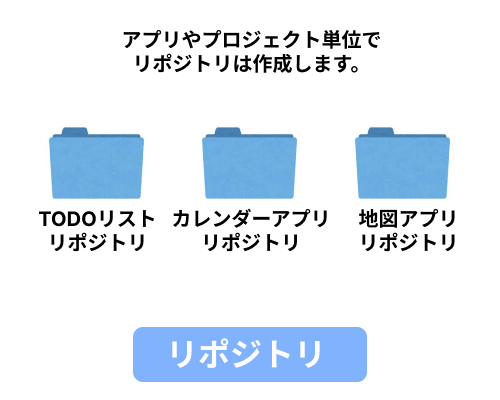 アプリやプロジェクト単位で
リポジトリは作成します。
TODOリスト
リポジトリ
カレンダーアプリ
リポジトリ
地図アプリ
リポジトリ
リポジトリ